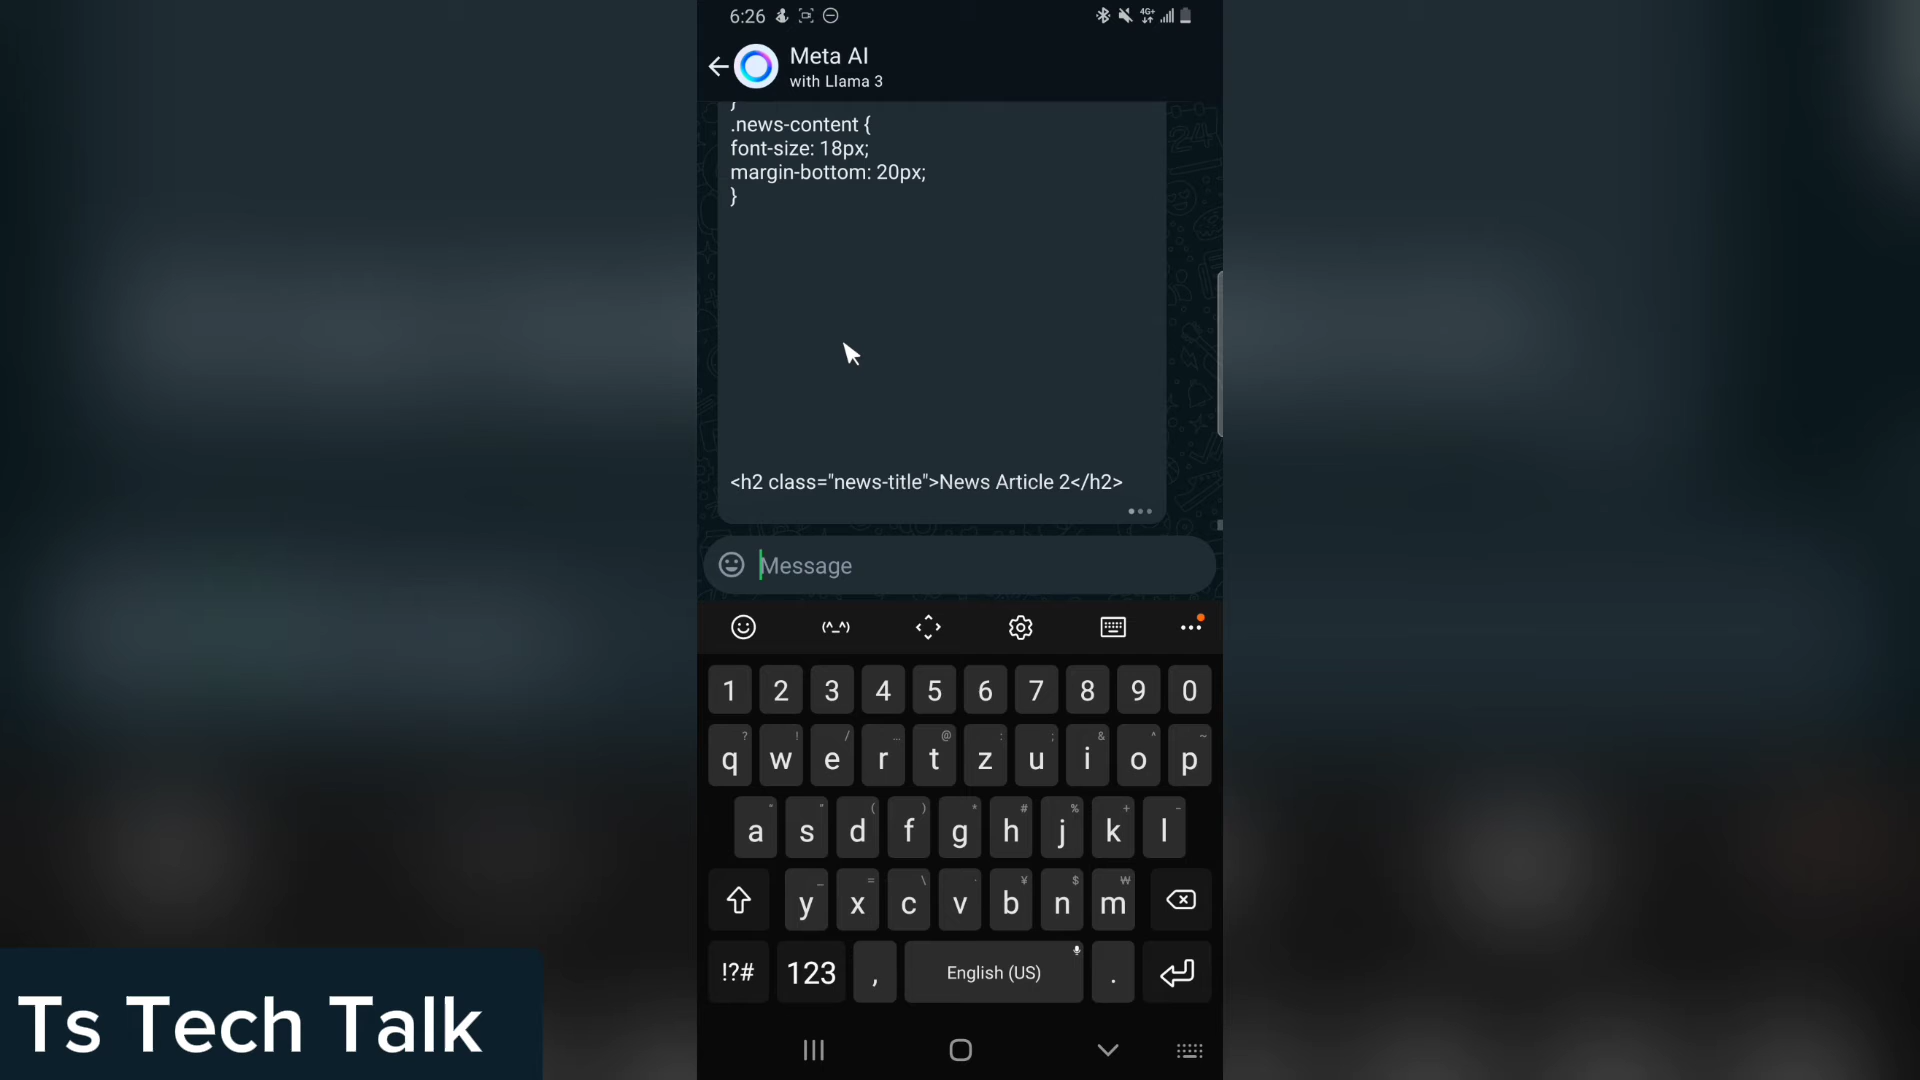 6:26
4G+
Meta AI
with Llama 3
}
.news-content {
font-size: 18px;
margin-bottom: 20px;
}
<h2 class="news-title">News Article 2</h2>
Message
(^_^)
1 2 3 4 5 6 7 8 9 0
? ! / … @ : ; & ^ ~
q w e r t z u i o p
( ) * # % + -
a s d f g h j k l
_ = \ · ¥ $ ₩
y x c v b n m
!?# 123 , English (US) .
Ts Tech Talk